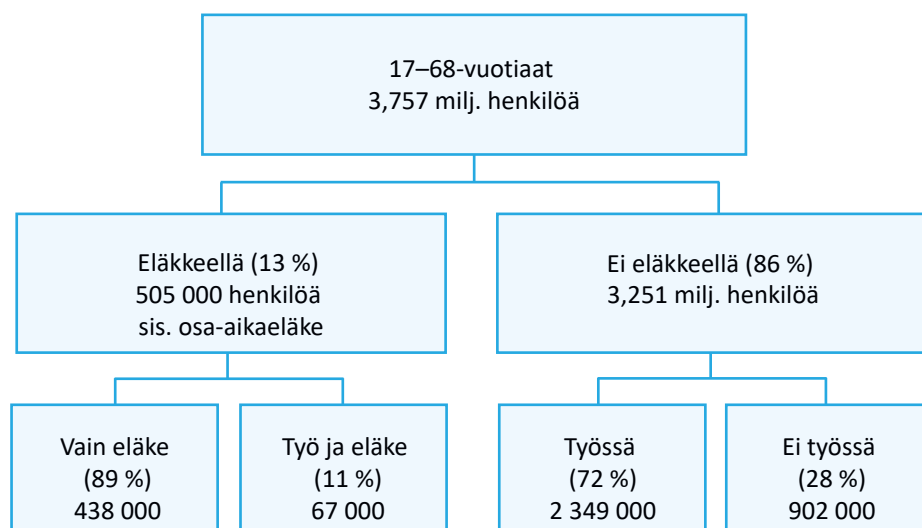 17–68-vuotiaat
3,757 milj. henkilöä
Eläkkeellä (13 %)
505 000 henkilöä
sis. osa-aikaeläke
Ei eläkkeellä (86 %)
3,251 milj. henkilöä
Vain eläke
(89 %)
438 000
Työ ja eläke
(11 %)
67 000
Työssä
(72 %)
2 349 000
Ei työssä
(28 %)
902 000